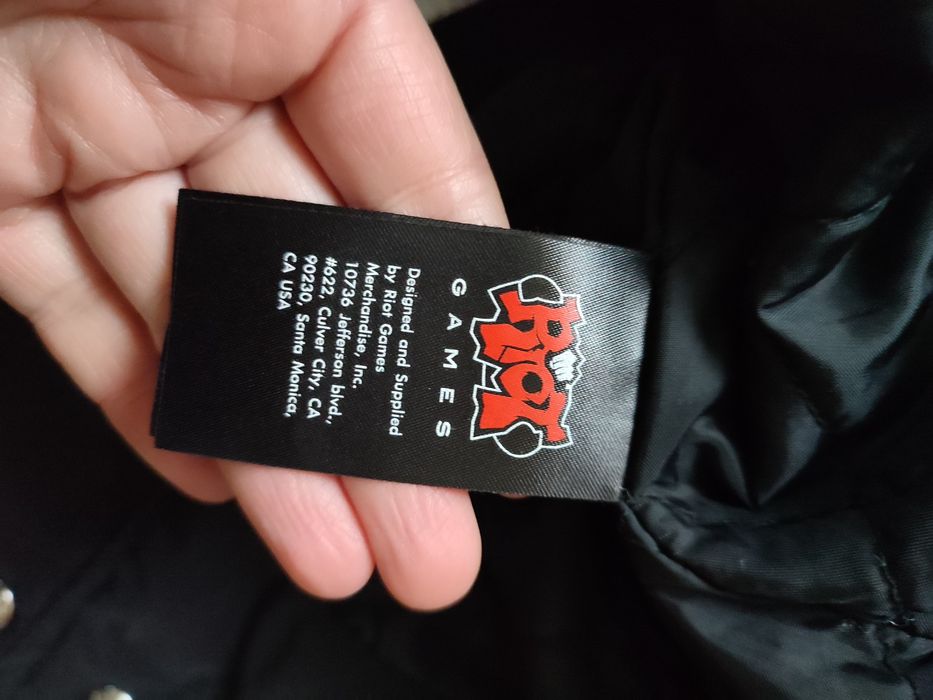 RIOT
GAMES
Designed and Supplied
by Riot Games
Merchandise, Inc.
10736 Jefferson blvd.,
#622, Culver City, CA
90230, Santa Monica,
CA USA